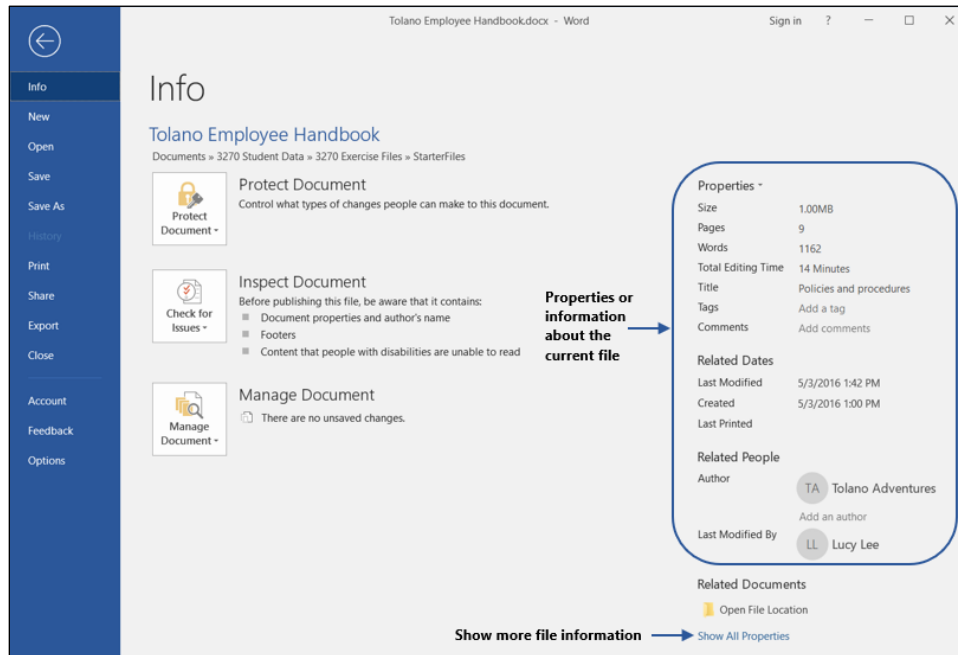 Tolano Employee Handbook.docx - Word
Sign in ?
Info
New
Open
Save
Save As
History
Print
Share
Export
Close
Account
Feedback
Options
Info
Tolano Employee Handbook
Documents » 3270 Student Data » 3270 Exercise Files » StarterFiles
Protect
Document
Protect Document
Control what types of changes people can make to this document.
Check for
Issues
Inspect Document
Before publishing this file, be aware that it contains:
Document properties and author's name
Footers
Content that people with disabilities are unable to read
Manage
Document
Manage Document
There are no unsaved changes.
Properties or
information
about the
current file
Properties
Size 1.00MB
Pages 9
Words 1162
Total Editing Time 14 Minutes
Title Policies and procedures
Tags Add a tag
Comments Add comments
Related Dates
Last Modified 5/3/2016 1:42 PM
Created 5/3/2016 1:00 PM
Last Printed
Related People
Author TA Tolano Adventures
Add an author
Last Modified By LL Lucy Lee
Related Documents
Open File Location
Show more file information
Show All Properties